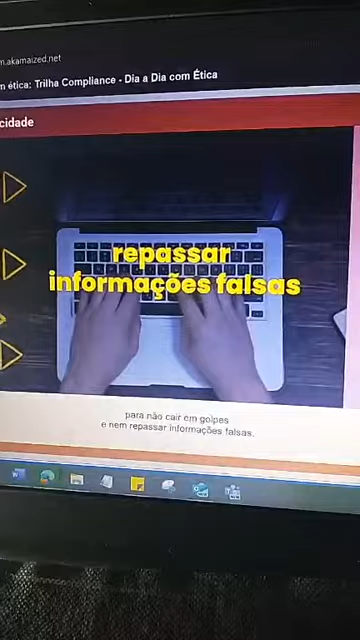 m.akamaized.net
m ética: Trilha Compliance - Dia a Dia com Ética
cidade
repassar
informações falsas
para não cair em golpes
e nem repassar informações falsas.